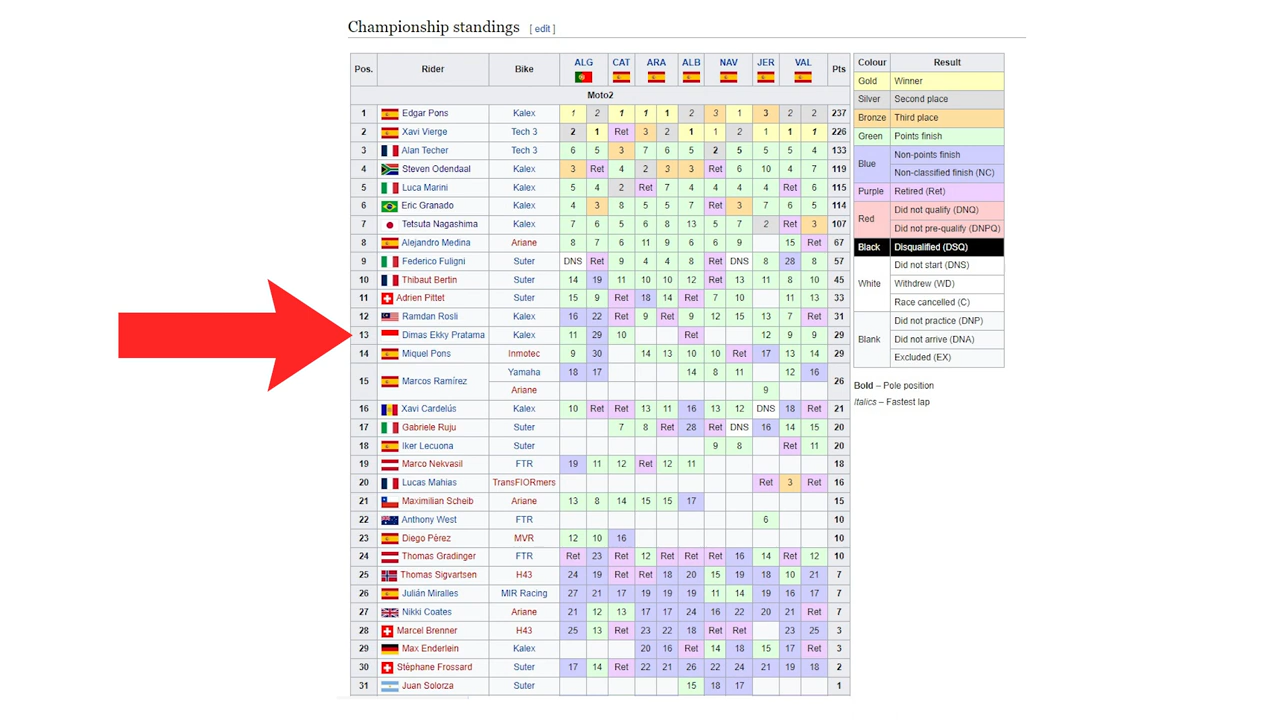 Championship standings [ edit ]
Pos. Rider Bike ALG CAT ARA ALB NAV JER VAL Pts
Moto2
1 Edgar Pons Kalex 1 2 1 1 1 2 3 1 3 2 2 237
2 Xavi Vierge Tech 3 2 1 Ret 3 2 1 1 2 1 1 1 226
3 Alan Techer Tech 3 6 5 3 7 6 5 2 5 5 5 4 133
4 Steven Odendaal Kalex 3 Ret 4 2 3 3 Ret 6 10 4 7 119
5 Luca Marini Kalex 5 4 2 Ret 7 4 4 4 4 Ret 6 115
6 Eric Granado Kalex 4 3 8 5 5 7 Ret 3 7 6 5 114
7 Tetsuta Nagashima Kalex 7 6 5 6 8 13 5 7 2 Ret 3 107
8 Alejandro Medina Ariane 8 7 6 11 9 6 6 9 15 Ret 67
9 Federico Fuligni Suter DNS Ret 9 4 4 8 Ret DNS 8 28 8 57
10 Thibaut Bertin Suter 14 19 11 10 10 12 Ret 13 11 8 10 45
11 Adrien Pittet Suter 15 9 Ret 18 14 Ret 7 10 11 13 33
12 Ramdan Rosli Kalex 16 22 Ret 9 Ret 9 12 15 13 7 Ret 31
13 Dimas Ekky Pratama Kalex 11 29 10 Ret 12 9 9 29
14 Miquel Pons Inmotec 9 30 14 13 10 10 Ret 17 13 14 29
15 Marcos Ramírez Yamaha 18 17 14 8 11 12 16 26
Ariane 9
16 Xavi Cardelús Kalex 10 Ret Ret 13 11 16 13 12 DNS 18 Ret 21
17 Gabriele Ruju Suter 7 8 Ret 28 Ret DNS 16 14 15 20
18 Iker Lecuona Suter 9 8 Ret 11 20
19 Marco Nekvasil FTR 19 11 12 Ret 12 11 18
20 Lucas Mahias TransFIORmers Ret 3 Ret 16
21 Maximilian Scheib Ariane 13 8 14 15 15 17 15
22 Anthony West FTR 6 10
23 Diego Pérez MVR 12 10 16 10
24 Thomas Gradinger FTR Ret 23 Ret 12 Ret Ret Ret 16 14 Ret 12 10
25 Thomas Sigvartsen H43 24 19 Ret Ret 18 20 15 19 18 10 21 7
26 Julián Miralles MIR Racing 27 21 17 19 19 19 11 14 19 16 17 7
27 Nikki Coates Ariane 21 12 13 17 17 24 16 22 20 21 Ret 7
28 Marcel Brenner H43 25 13 Ret 23 22 18 Ret Ret 23 25 3
29 Max Enderlein Kalex 20 16 Ret 14 18 15 17 Ret 3
30 Stéphane Frossard Suter 17 14 Ret 22 21 26 22 24 21 19 18 2
31 Juan Solorza Suter 15 18 17 1
Colour Result
Gold Winner
Silver Second place
Bronze Third place
Green Points finish
Blue Non-points finish
Non-classified finish (NC)
Purple Retired (Ret)
Red Did not qualify (DNQ)
Did not pre-qualify (DNPQ)
Black Disqualified (DSQ)
White Did not start (DNS)
Withdrew (WD)
Race cancelled (C)
Blank Did not practice (DNP)
Did not arrive (DNA)
Excluded (EX)
Bold – Pole position
Italics – Fastest lap